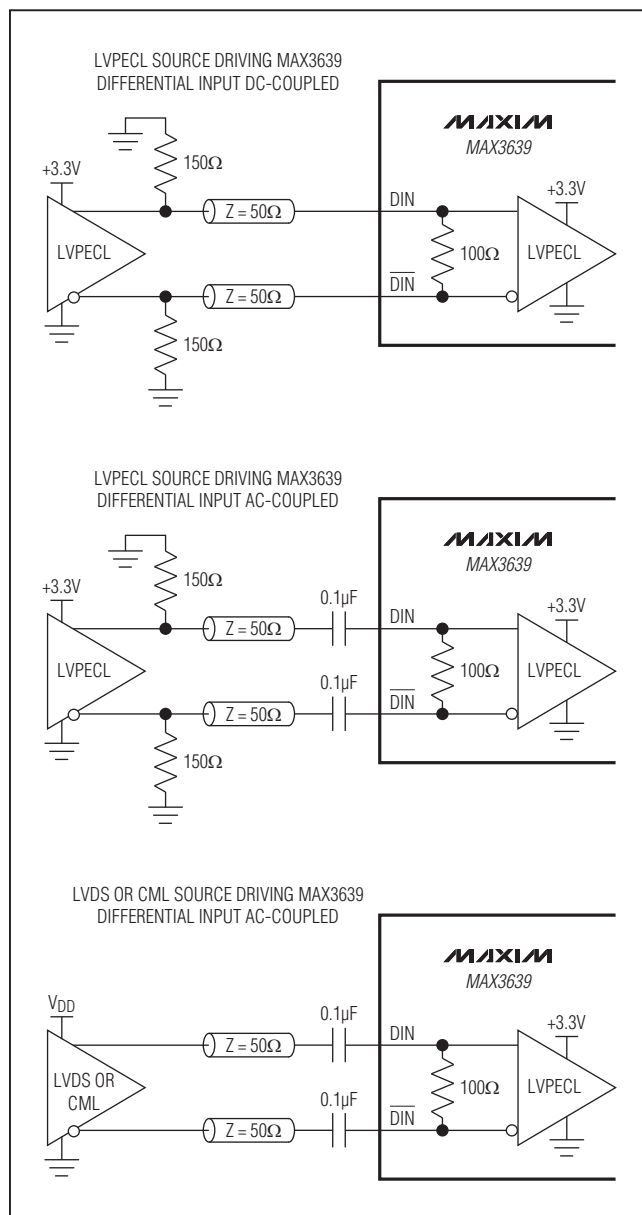 LVPECL SOURCE DRIVING MAX3639
DIFFERENTIAL INPUT DC-COUPLED
MAXIM
MAX3639
+3.3V
150Ω
Z = 50Ω
DIN
+3.3V
LVPECL
100Ω
LVPECL
Z = 50Ω
DIN
150Ω
LVPECL SOURCE DRIVING MAX3639
DIFFERENTIAL INPUT AC-COUPLED
MAXIM
MAX3639
+3.3V
150Ω
0.1µF
Z = 50Ω
DIN
+3.3V
LVPECL
0.1µF
100Ω
LVPECL
Z = 50Ω
DIN
150Ω
LVDS OR CML SOURCE DRIVING MAX3639
DIFFERENTIAL INPUT AC-COUPLED
MAXIM
MAX3639
VDD
0.1µF
Z = 50Ω
DIN
+3.3V
LVDS OR
CML
0.1µF
100Ω
LVPECL
Z = 50Ω
DIN